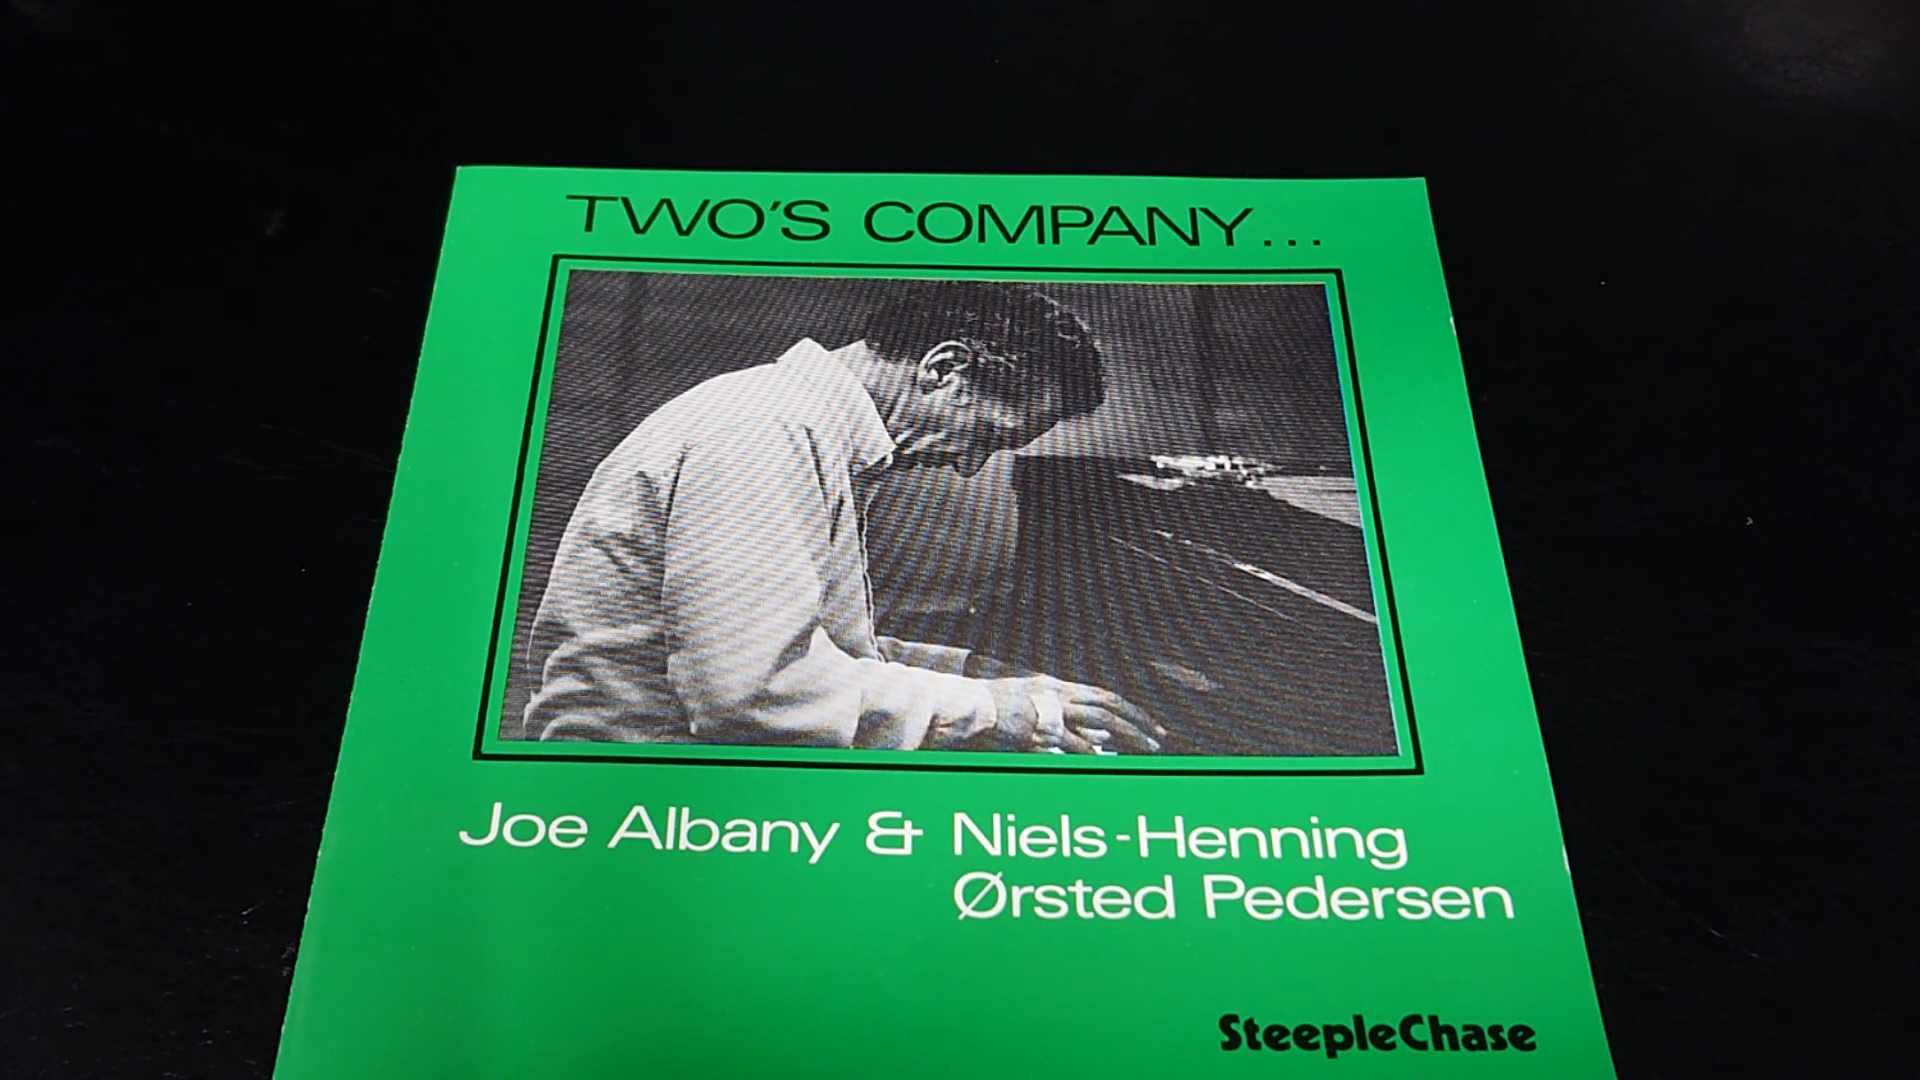 TWO'S COMPANY...
Joe Albany & Niels-Henning
Ørsted Pedersen
SteepleChase